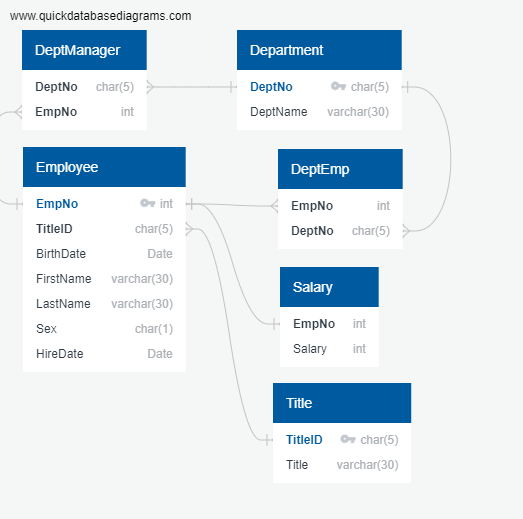 www.quickdatabasediagrams.com
DeptManager
DeptNo char(5)
EmpNo int
Department
DeptNo char(5)
DeptName varchar(30)
Employee
EmpNo int
TitleID char(5)
BirthDate Date
FirstName varchar(30)
LastName varchar(30)
Sex char(1)
HireDate Date
DeptEmp
EmpNo int
DeptNo char(5)
Salary
EmpNo int
Salary int
Title
TitleID char(5)
Title varchar(30)